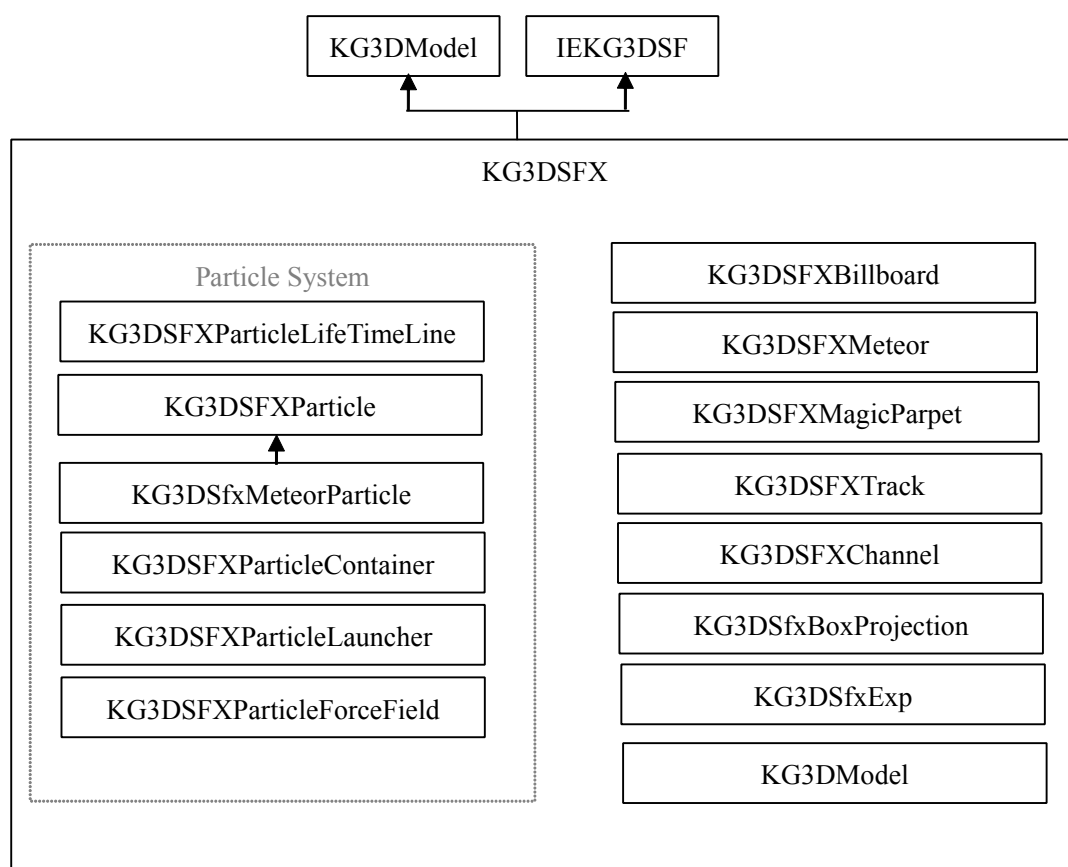 KG3DModel
IEKG3DSF
KG3DSFX
Particle System
KG3DSFXParticleLifeTimeLine
KG3DSFXParticle
KG3DSfxMeteorParticle
KG3DSFXParticleContainer
KG3DSFXParticleLauncher
KG3DSFXParticleForceField
KG3DSFXBillboard
KG3DSFXMeteor
KG3DSFXMagicParpet
KG3DSFXTrack
KG3DSFXChannel
KG3DSfxBoxProjection
KG3DSfxExp
KG3DModel